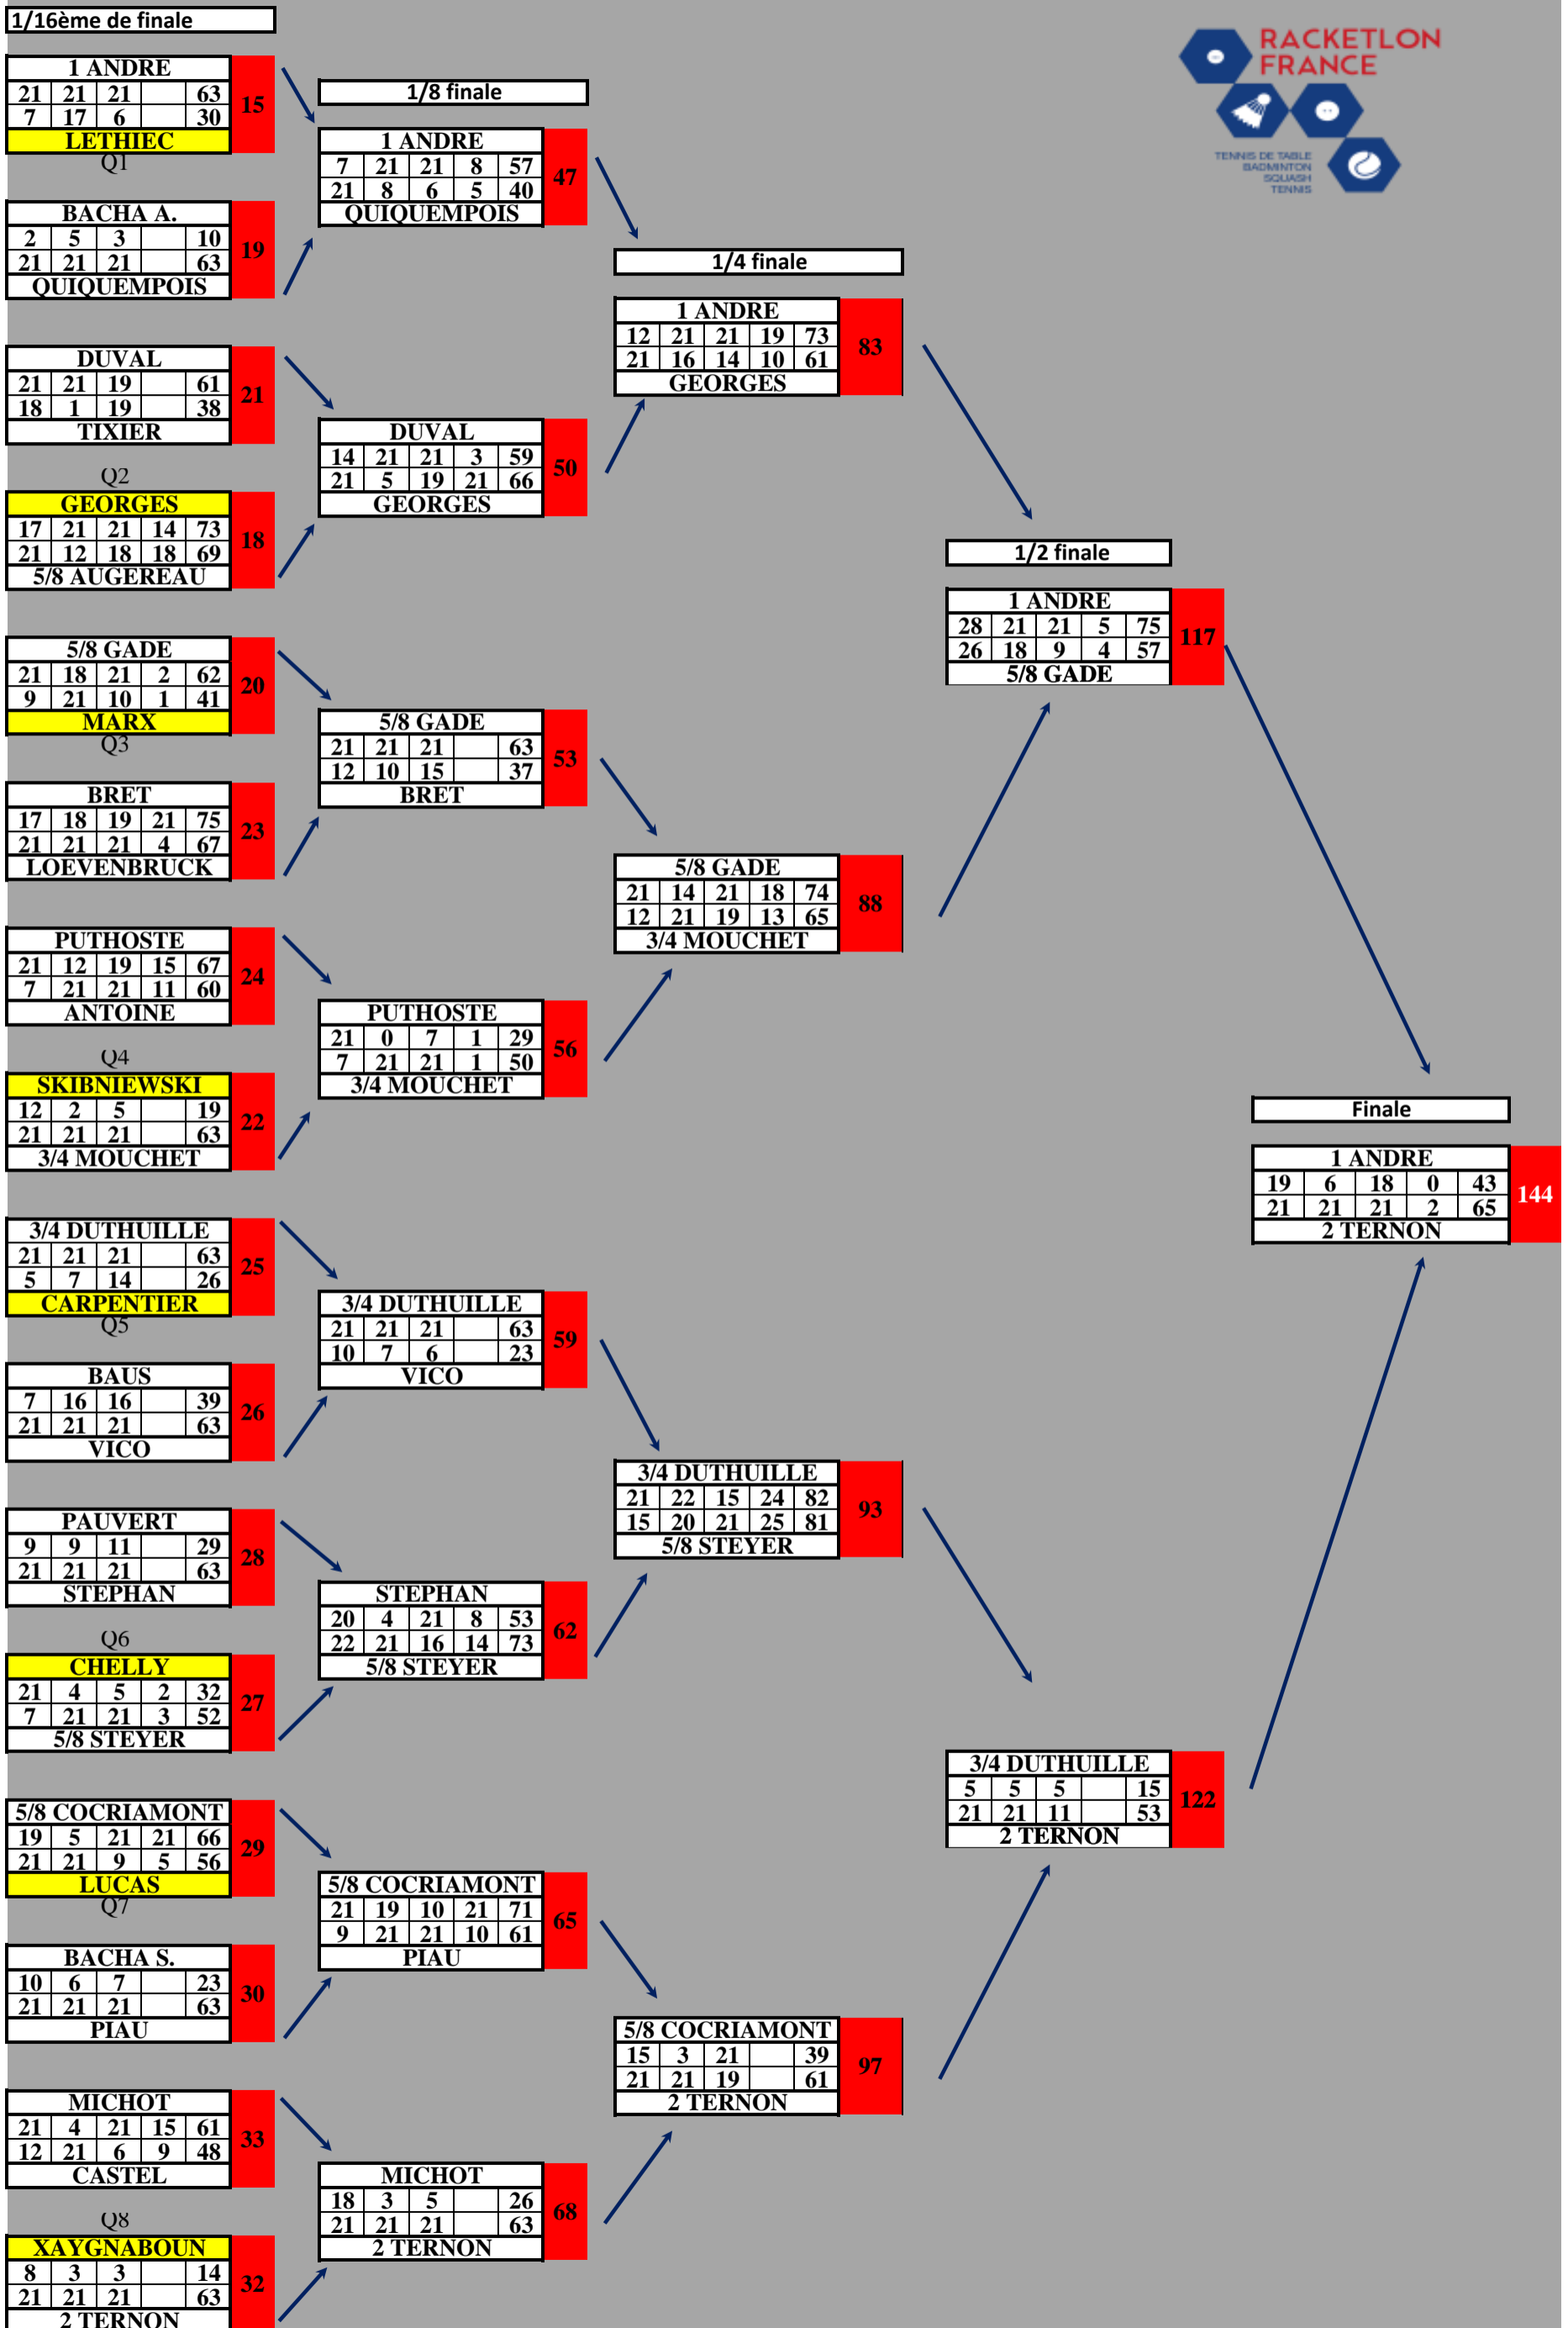 1/16ème de finale
1 ANDRE
21 21 21 63
7 17 6 30
LETHIEC
15
Q1
BACHA A.
2 5 3 10
21 21 21 63
QUIQUEMPOIS
19
DUVAL
21 21 19 61
18 1 19 38
TIXIER
21
Q2
GEORGES
17 21 21 14 73
21 12 18 18 69
5/8 AUGEREAU
18
5/8 GADE
21 18 21 2 62
9 21 10 1 41
MARX
20
Q3
BRET
17 18 19 21 75
21 21 21 4 67
LOEVENBRUCK
23
PUTHOSTE
21 12 19 15 67
7 21 21 11 60
ANTOINE
24
Q4
SKIBNIEWSKI
12 2 5 19
21 21 21 63
3/4 MOUCHET
22
3/4 DUTHUILLE
21 21 21 63
5 7 14 26
CARPENTIER
25
Q5
BAUS
7 16 16 39
21 21 21 63
VICO
26
PAUVERT
9 9 11 29
21 21 21 63
STEPHAN
28
Q6
CHELLY
21 4 5 2 32
7 21 21 3 52
5/8 STEYER
27
5/8 COCRIAMONT
19 5 21 21 66
21 21 9 5 56
LUCAS
29
Q7
BACHA S.
10 6 7 23
21 21 21 63
PIAU
30
MICHOT
21 4 21 15 61
12 21 6 9 48
CASTEL
33
Q8
XAYGNABOUN
8 3 3 14
21 21 21 63
2 TERNON
32
1/8 finale
1 ANDRE
7 21 21 8 57
21 8 6 5 40
QUIQUEMPOIS
47
DUVAL
14 21 21 3 59
21 5 19 21 66
GEORGES
50
5/8 GADE
21 21 21 63
12 10 15 37
BRET
53
PUTHOSTE
21 0 7 1 29
7 21 21 1 50
3/4 MOUCHET
56
3/4 DUTHUILLE
21 21 21 63
10 7 6 23
VICO
59
STEPHAN
20 4 21 8 53
22 21 16 14 73
5/8 STEYER
62
5/8 COCRIAMONT
21 19 10 21 71
9 21 21 10 61
PIAU
65
MICHOT
18 3 5 26
21 21 21 63
2 TERNON
68
1/4 finale
1 ANDRE
12 21 21 19 73
21 16 14 10 61
GEORGES
83
5/8 GADE
21 14 21 18 74
12 21 19 13 65
3/4 MOUCHET
88
3/4 DUTHUILLE
21 22 15 24 82
15 20 21 25 81
5/8 STEYER
93
5/8 COCRIAMONT
15 3 21 39
21 21 19 61
2 TERNON
97
1/2 finale
1 ANDRE
28 21 21 5 75
26 18 9 4 57
5/8 GADE
117
3/4 DUTHUILLE
5 5 5 15
21 21 11 53
2 TERNON
122
Finale
1 ANDRE
19 6 18 0 43
21 21 21 2 65
2 TERNON
144
RACKETLON
FRANCE
TENNIS DE TABLE
BADMINTON
SQUASH
TENNIS